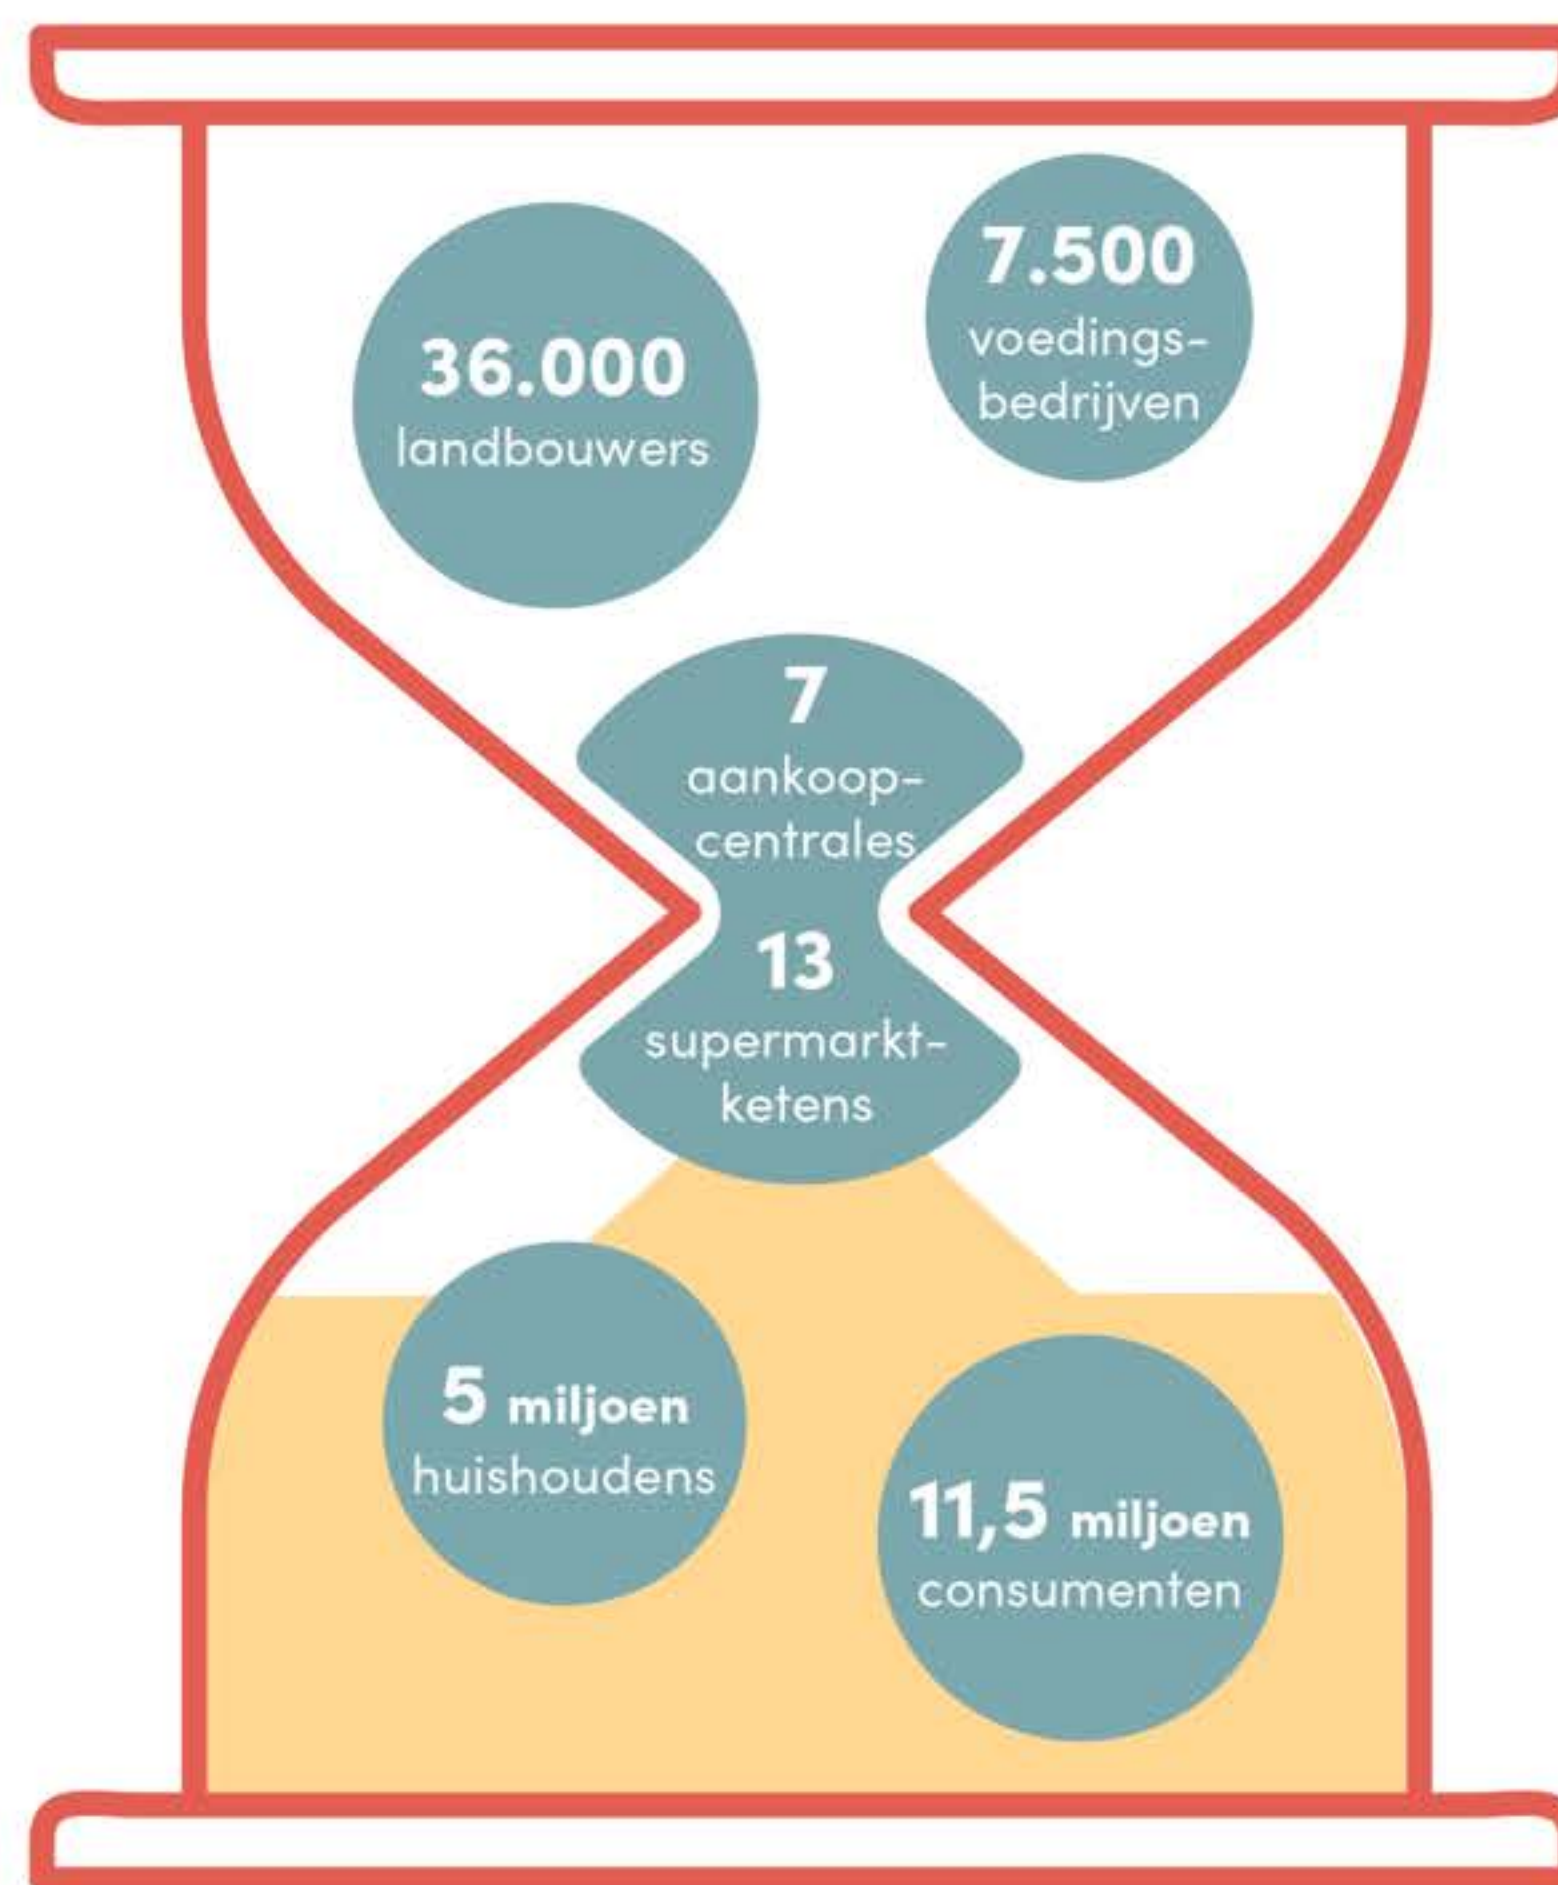 36.000
landbouwers
7.500
voedings-
bedrijven
7
aankoop-
centrales
13
supermarkt-
ketens
5 miljoen
huishoudens
11,5 miljoen
consumenten